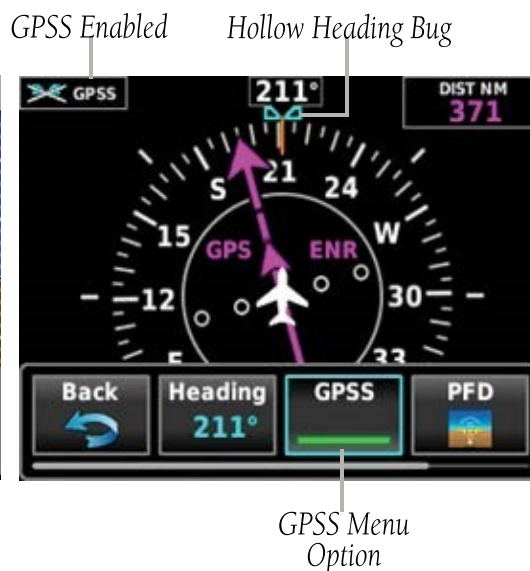 GPSS Enabled
Hollow Heading Bug
GPSS
211°
DIST NM
371
S
21
24
15
GPS
ENR
W
12
30
E
33
Back
Heading
211°
GPSS
PFD
GPSS Menu
Option